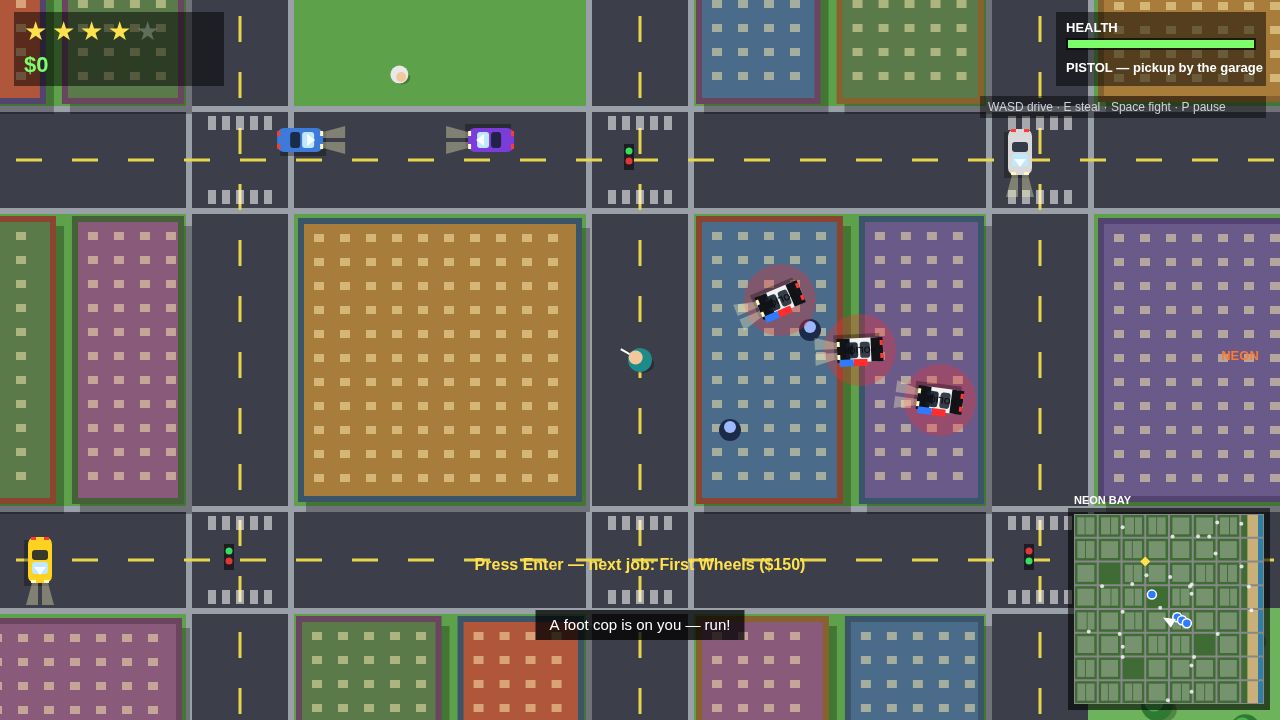 $0
HEALTH
PISTOL — pickup by the garage
WASD drive · E steal · Space fight · P pause
NEON
NEON BAY
Press Enter — next job: First Wheels ($150)
A foot cop is on you — run!